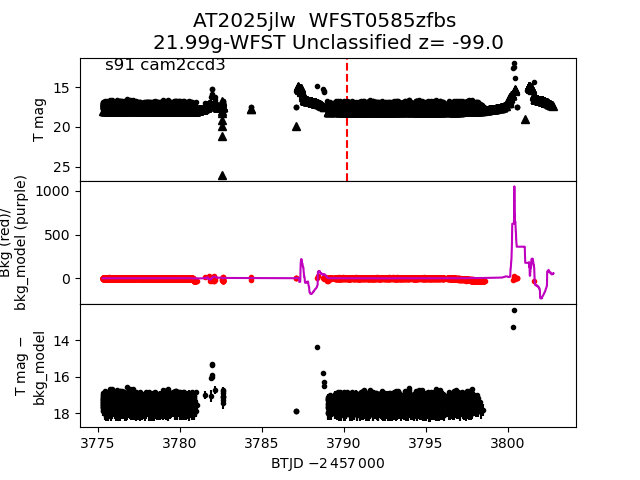 AT2025jlw  WFST0585zfbs
21.99g-WFST Unclassified z= -99.0
s91 cam2ccd3
15
20
25
T mag
1000
500
0
Bkg (red)/
bkg_model (purple)
14
16
18
T mag −
bkg_model
3775
3780
3785
3790
3795
3800
BTJD −2 457 000